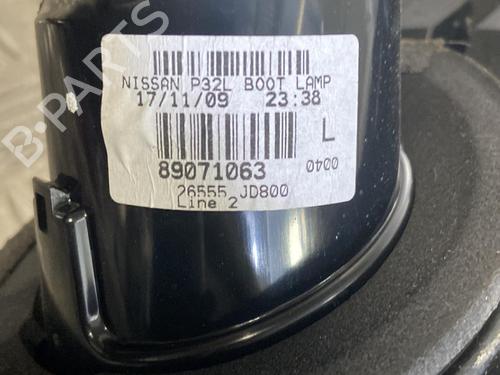 NISSAN P32L BOOT LAMP
17/11/09 23:38
L
89071063
0040
26555 JD800
Line 2
B-PARTS